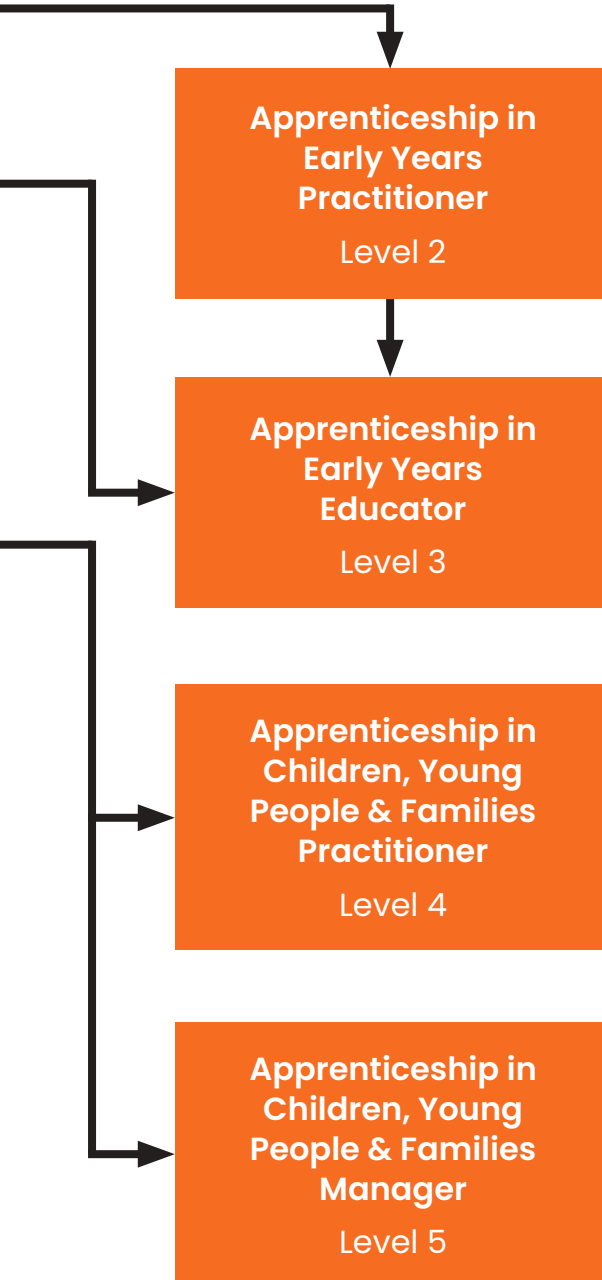 Apprenticeship in
Early Years
Practitioner
Level 2
Apprenticeship in
Early Years
Educator
Level 3
Apprenticeship in
Children, Young
People & Families
Practitioner
Level 4
Apprenticeship in
Children, Young
People & Families
Manager
Level 5